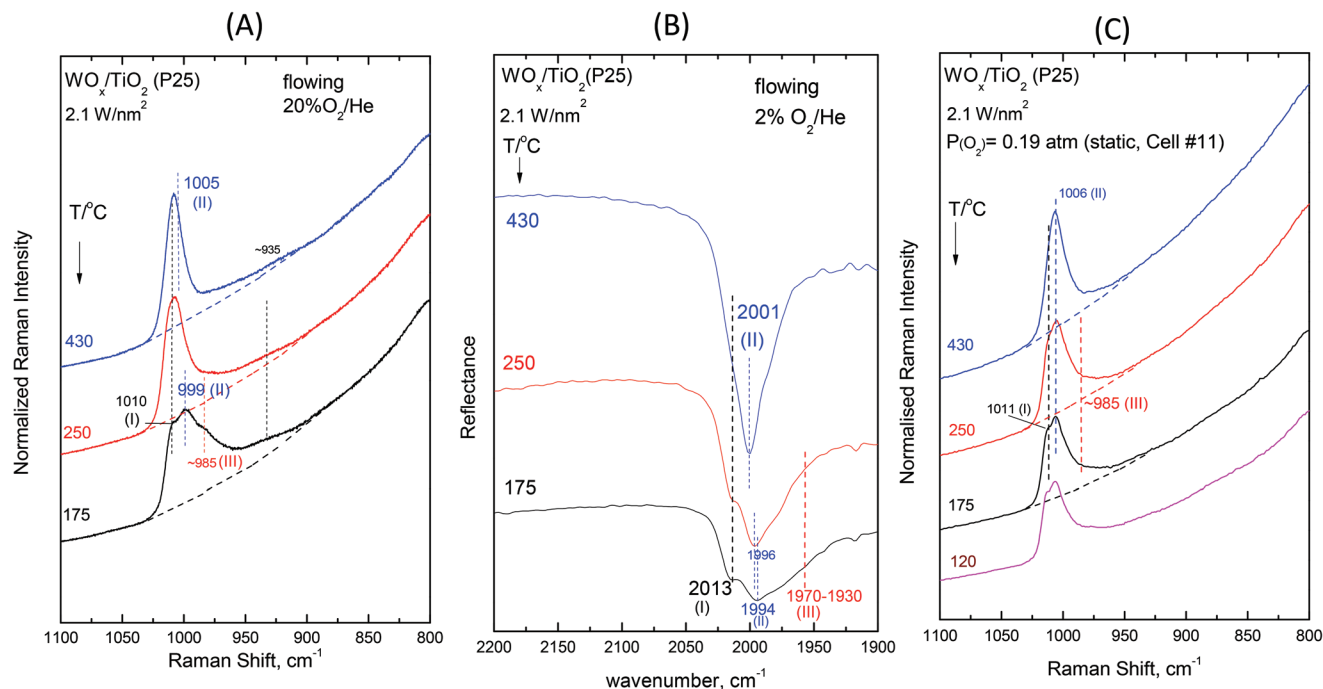 (A)
WOₓ/TiO₂ (P25)
2.1 W/nm²
flowing
20%O₂/He
T/°C
1005
(II)
~935
430
1010
(I)
999 (II)
250
~985 (III)
175
Normalized Raman Intensity
1100 1050 1000 950 900 850 800
Raman Shift, cm⁻¹
(B)
WOₓ/TiO₂ (P25)
2.1 W/nm²
flowing
2% O₂/He
T/°C
430
2001
(II)
250
175
1996
2013
(I)
1994
(II)
1970-1930
(III)
Reflectance
2200 2150 2100 2050 2000 1950 1900
wavenumber, cm⁻¹
(C)
WOₓ/TiO₂ (P25)
2.1 W/nm²
P(O₂)= 0.19 atm (static, Cell #11)
1006 (II)
T/°C
430
250
~985 (III)
1011 (I)
175
120
Normalised Raman Intensity
1100 1050 1000 950 900 850 800
Raman Shift, cm⁻¹